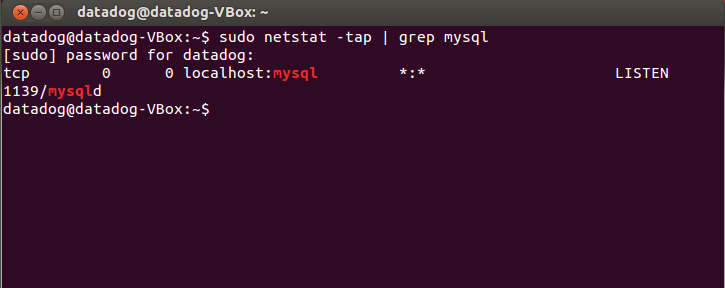 datadog@datadog-VBox: ~
datadog@datadog-VBox:~$ sudo netstat -tap | grep mysql
[sudo] password for datadog:
tcp        0      0 localhost:mysql         *:*                     LISTEN
1139/mysqld
datadog@datadog-VBox:~$